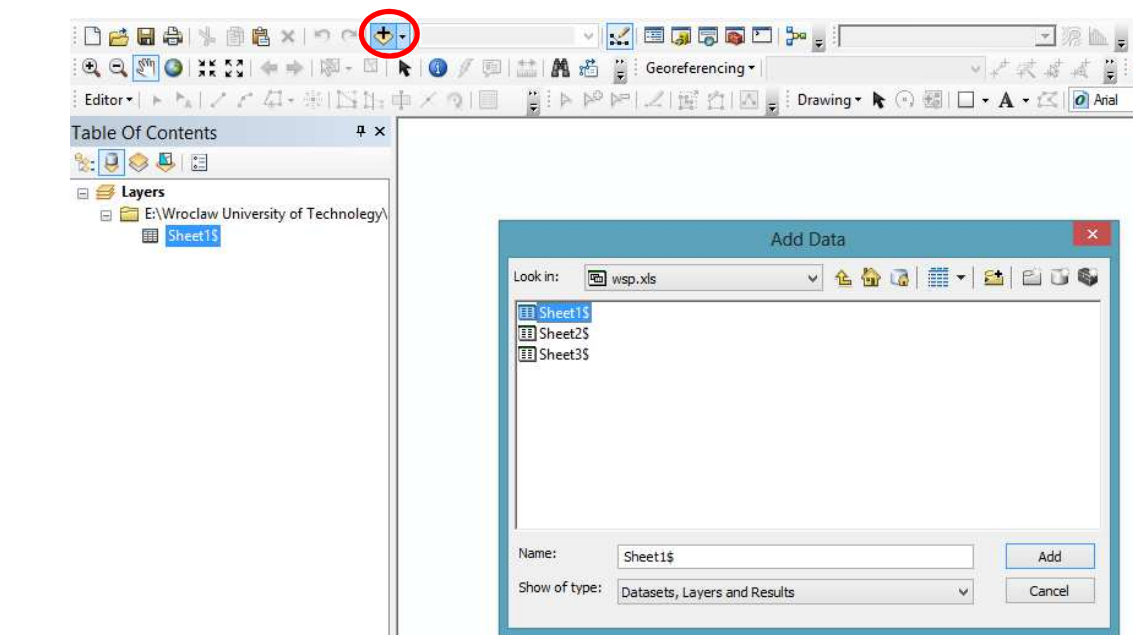 Georeferencing
Editor
Drawing
A
Arial
Table Of Contents
Layers
E:\Wroclaw University of Technolegy\
Sheet1$
Add Data
Look in:
wsp.xls
Sheet1$
Sheet2$
Sheet3$
Name:
Sheet1$
Add
Show of type:
Datasets, Layers and Results
Cancel